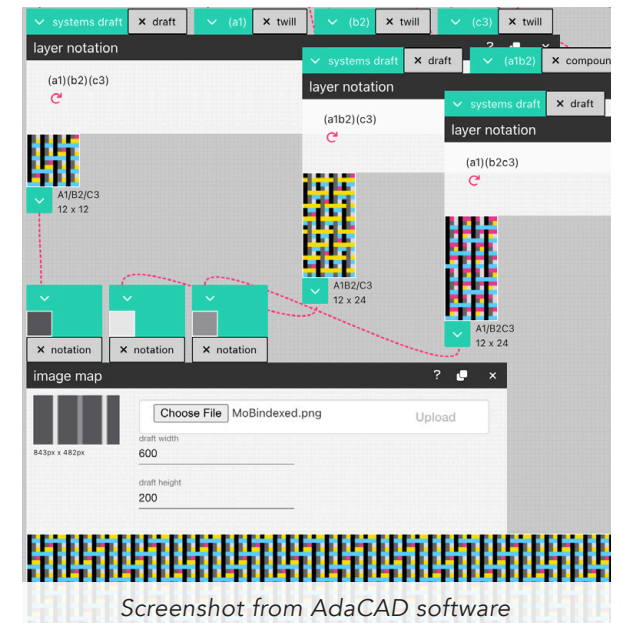 systems draft × draft (a1) × twill (b2) × twill (c3) × twill
layer notation
(a1)(b2)(c3)
A1/B2/C3
12 x 12
systems draft × draft (a1b2) × compoun
layer notation
(a1b2)(c3)
A1B2/C3
12 x 24
systems draft × draft
layer notation
(a1)(b2c3)
A1/B2C3
12 x 24
× notation × notation × notation
image map ? ×
Choose File MoBindexed.png Upload
843px x 482px
draft width
600
draft height
200
Screenshot from AdaCAD software